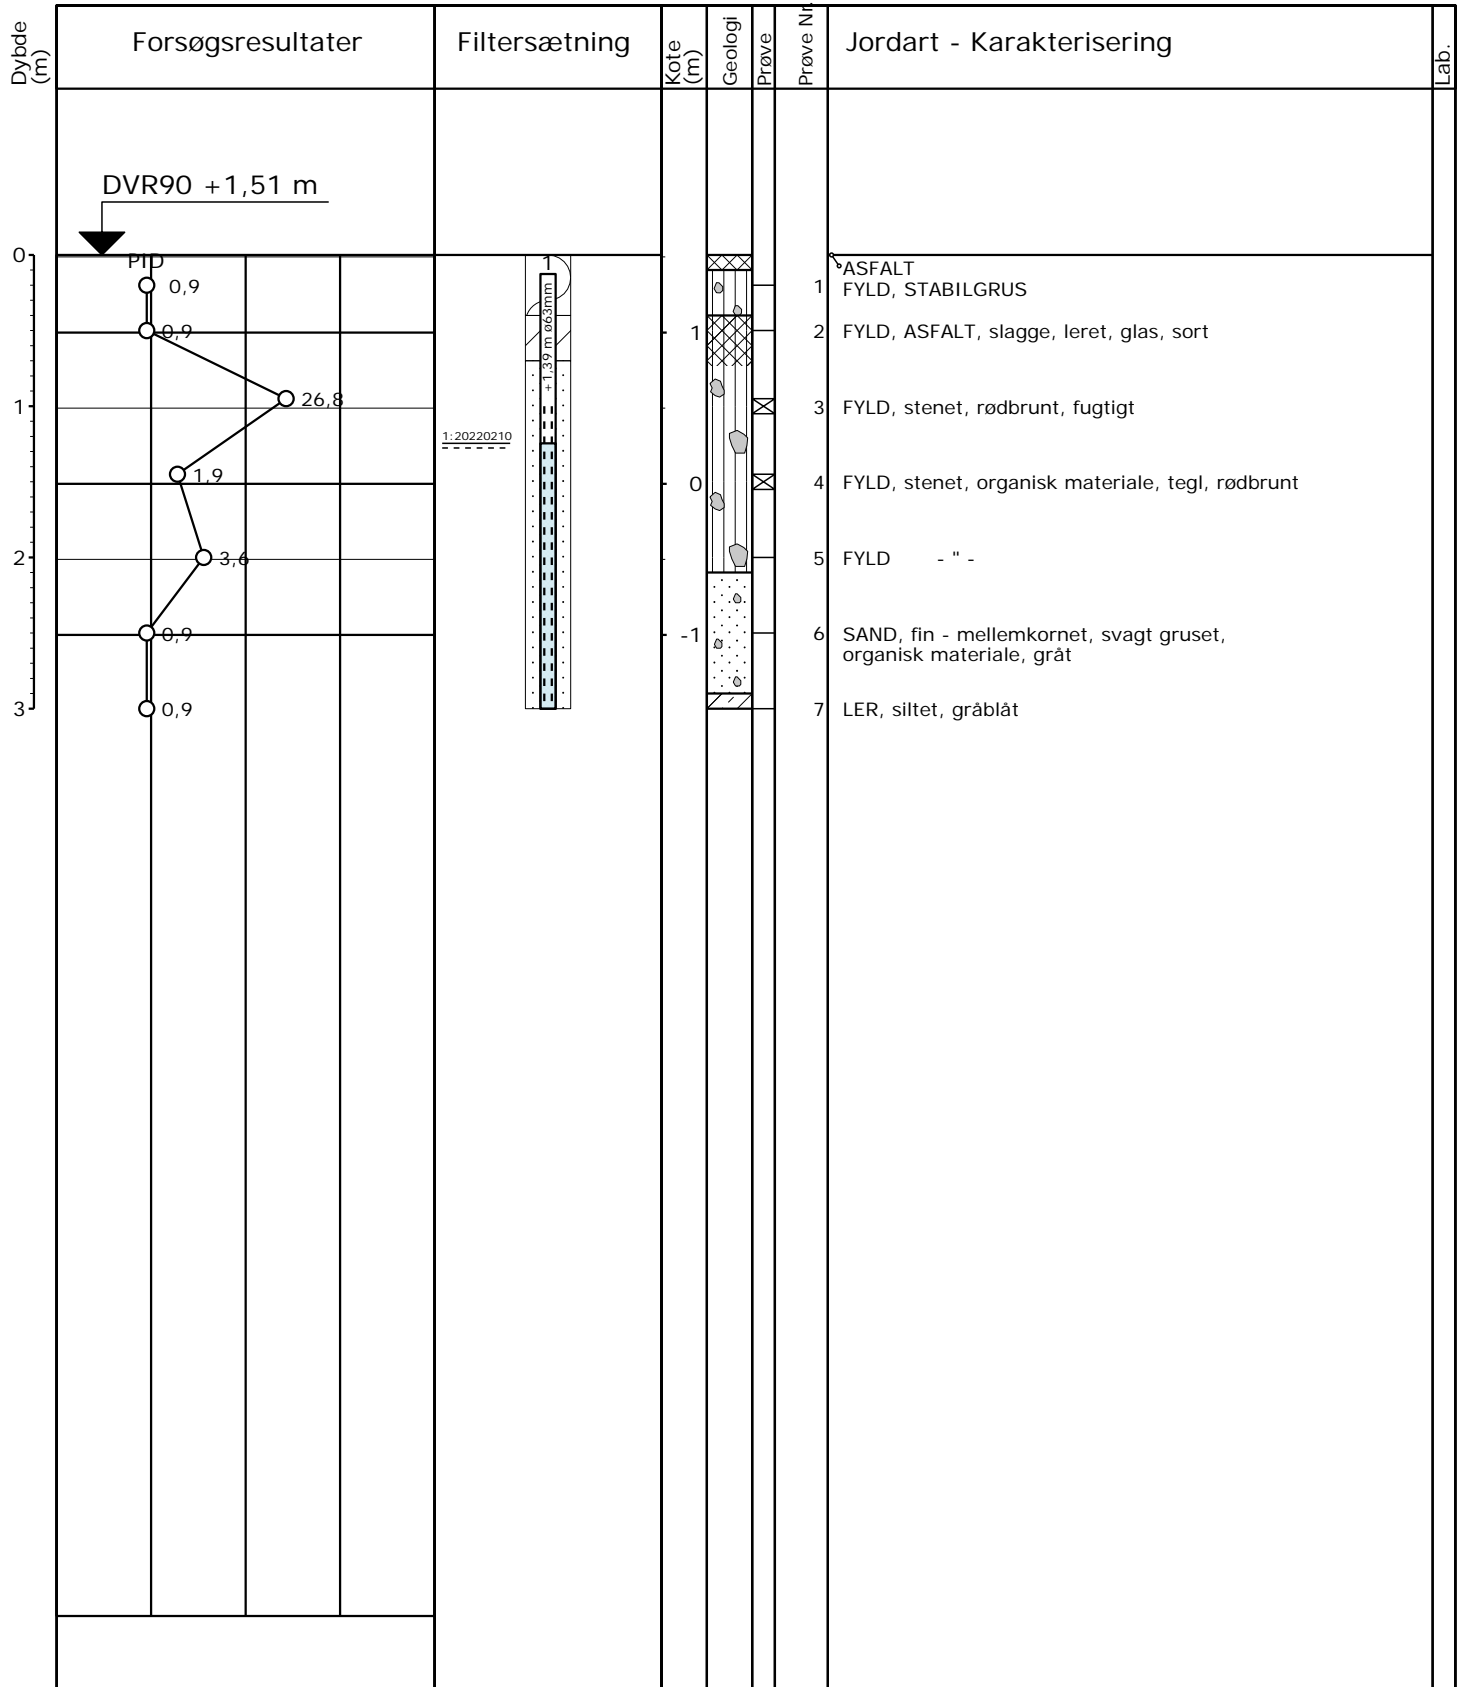 Dybde
(m)
Forsøgsresultater
Filtersætning
Kote
(m)
Geologi
Prøve
Prøve Nr.
Jordart - Karakterisering
Lab.
DVR90 +1,51 m
0
PID
1
ASFALT
0,9
1
FYLD, STABILGRUS
+1,39 m ø63mm
0,9
1
2
FYLD, ASFALT, slagge, leret, glas, sort
1
26,8
3
FYLD, stenet, rødbrunt, fugtigt
1:20220210
1,9
0
4
FYLD, stenet, organisk materiale, tegl, rødbrunt
2
3,6
5
FYLD - " -
0,9
-1
6
SAND, fin - mellemkornet, svagt gruset,
organisk materiale, gråt
3
0,9
7
LER, siltet, gråblåt